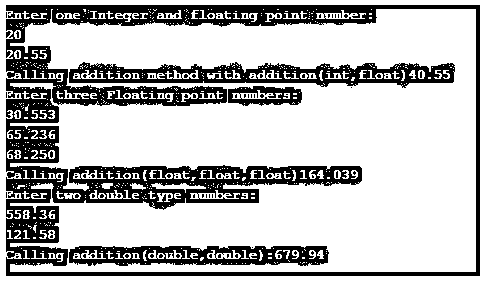 Enter one Integer and floating point number:
20
20.55
Calling addition method with addition(int,float)40.55
Enter three Floating point numbers:
30.553
65.236
68.250
Calling addition(float,float,float)164.039
Enter two double type numbers:
558.36
121.58
Calling addition(double,double):679.94